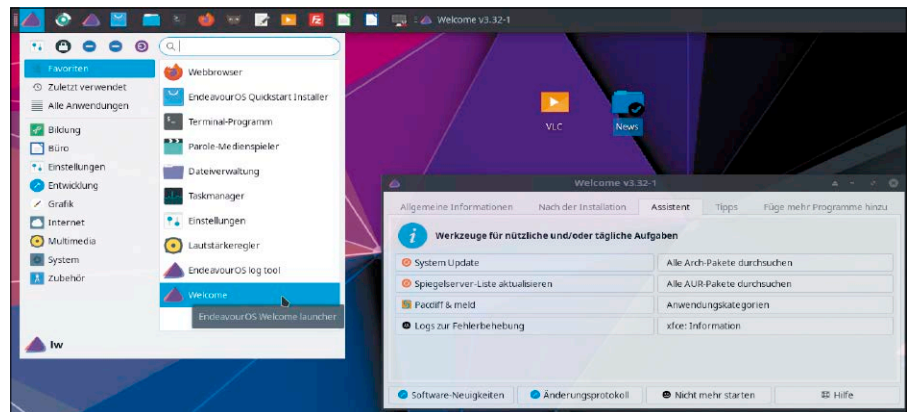 Welcome v3.32-1
Favoriten
Zuletzt verwendet
Alle Anwendungen
Bildung
Büro
Einstellungen
Entwicklung
Grafik
Internet
Multimedia
System
Zubehör
lw
Webbrowser
EndeavourOS Quickstart Installer
Terminal-Programm
Parole-Medienspieler
Dateiverwaltung
Taskmanager
Einstellungen
Lautstärkeregler
EndeavourOS log tool
Welcome
EndeavourOS Welcome launcher
VLC
News
Welcome v3.32-1
Allgemeine Informationen
Nach der Installation
Assistent
Tipps
Füge mehr Programme hinzu
Werkzeuge für nützliche und/oder tägliche Aufgaben
System Update
Alle Arch-Pakete durchsuchen
Spiegelserver-Liste aktualisieren
Alle AUR-Pakete durchsuchen
Pacdiff & meld
Anwendungskategorien
Logs zur Fehlerbehebung
xfce: Information
Software-Neuigkeiten
Änderungsprotokoll
Nicht mehr starten
Hilfe